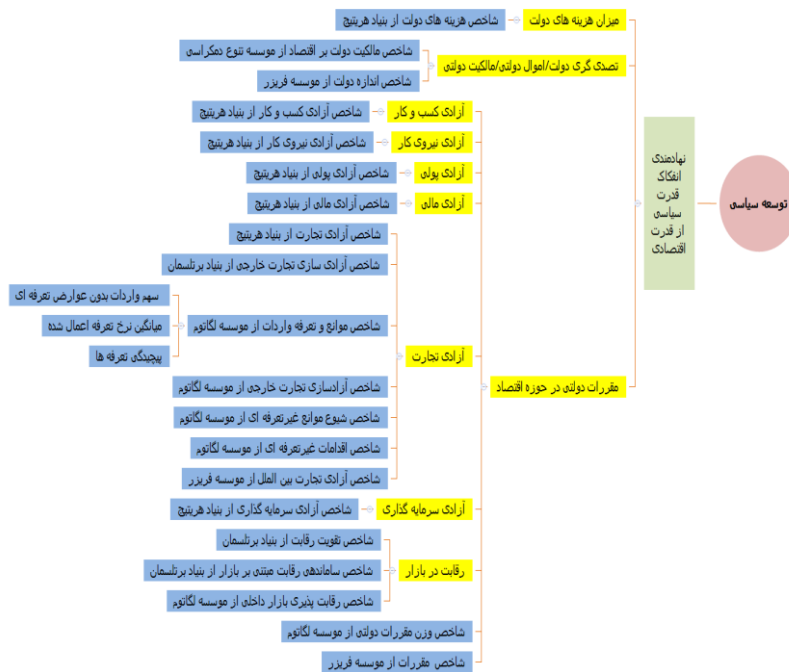 توسعه سیاسی
نهادمندی
انفکاک
قدرت
سیاسی
از قدرت
اقتصادی
میزان هزینه های دولت
شاخص هزینه های دولت از بنیاد هریتیج
تصدی گری دولت/اموال دولتی/مالکیت دولتی
شاخص مالکیت دولت بر اقتصاد از موسسه تنوع دمکراسی
شاخص اندازه دولت از موسسه فریزر
مقررات دولتی در حوزه اقتصاد
آزادی کسب و کار
شاخص آزادی کسب و کار از بنیاد هریتیج
آزادی نیروی کار
شاخص آزادی نیروی کار از بنیاد هریتیج
آزادی پولی
شاخص آزادی پولی از بنیاد هریتیج
آزادی مالی
شاخص آزادی مالی از بنیاد هریتیج
آزادی تجارت
شاخص آزادی تجارت از بنیاد هریتیج
شاخص آزادی سازی تجارت خارجی از بنیاد برتلسمان
شاخص موانع و تعرفه واردات از موسسه لگاتوم
سهم واردات بدون عوارض تعرفه ای
میانگین نرخ تعرفه اعمال شده
پیچیدگی تعرفه ها
شاخص آزادسازی تجارت خارجی از موسسه لگاتوم
شاخص شیوع موانع غیرتعرفه ای از موسسه لگاتوم
شاخص اقدامات غیرتعرفه ای از موسسه لگاتوم
شاخص آزادی تجارت بین الملل از موسسه فریزر
آزادی سرمایه گذاری
شاخص آزادی سرمایه گذاری از بنیاد هریتیج
رقابت در بازار
شاخص تقویت رقابت از بنیاد برتلسمان
شاخص ساماندهی رقابت مبتنی بر بازار از بنیاد برتلسمان
شاخص رقابت پذیری بازار داخلی از موسسه لگاتوم
شاخص وزن مقررات دولتی از موسسه لگاتوم
شاخص مقررات از موسسه فریزر